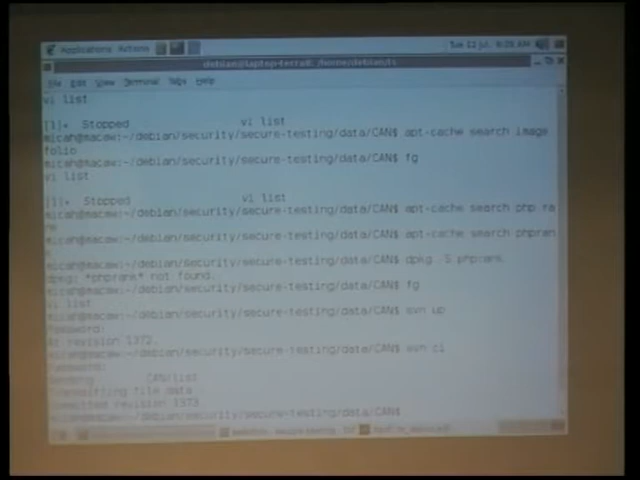 Applications Actions
File Edit View Terminal Tabs Help
vi list
[1]+ Stopped vi list
micah@macaw:~/debian/security/secure-testing/data/CAN$ apt-cache search image
folio
micah@macaw:~/debian/security/secure-testing/data/CAN$ fg
vi list
[1]+ Stopped vi list
micah@macaw:~/debian/security/secure-testing/data/CAN$ apt-cache search php ra
micah@macaw:~/debian/security/secure-testing/data/CAN$ apt-cache search phpran
micah@macaw:~/debian/security/secure-testing/data/CAN$ dpkg -S phprank
dpkg: *phprank* not found.
micah@macaw:~/debian/security/secure-testing/data/CAN$ fg
vi list
micah@macaw:~/debian/security/secure-testing/data/CAN$ svn up
Password:
At revision 1372.
micah@macaw:~/debian/security/secure-testing/data/CAN$ svn ci
Password:
Sending CAN/list
Transmitting file data .
Committed revision 1373.
micah@macaw:~/debian/security/secure-testing/data/CAN$